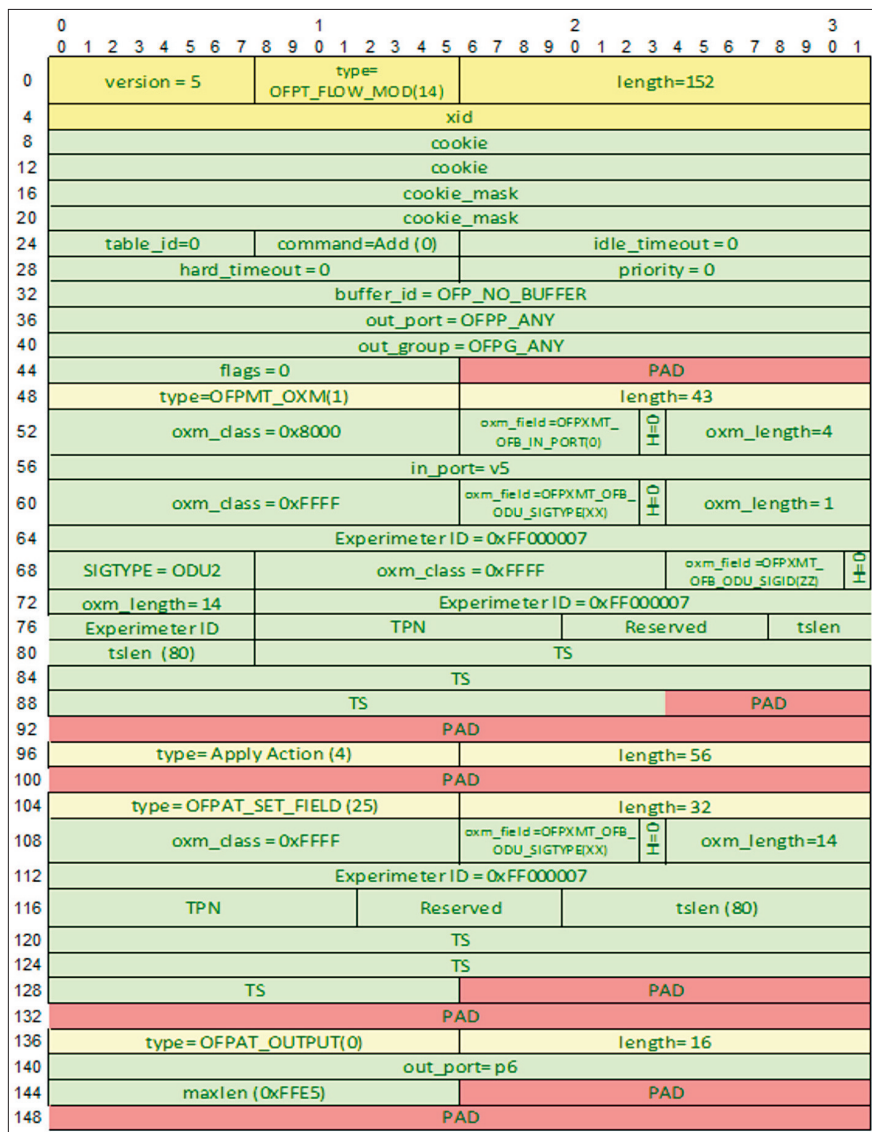 0 1 2 3
0 1 2 3 4 5 6 7 8 9 0 1 2 3 4 5 6 7 8 9 0 1 2 3 4 5 6 7 8 9 0 1
0 version = 5 type= OFPT_FLOW_MOD(14) length=152
4 xid
8 cookie
12 cookie
16 cookie_mask
20 cookie_mask
24 table_id=0 command=Add (0) idle_timeout = 0
28 hard_timeout = 0 priority = 0
32 buffer_id = OFP_NO_BUFFER
36 out_port = OFPP_ANY
40 out_group = OFPG_ANY
44 flags = 0 PAD
48 type=OFPMT_OXM(1) length= 43
52 oxm_class = 0x8000 oxm_field =OFPXMT_ OFB_IN_PORT(0) H=0 oxm_length=4
56 in_port= v5
60 oxm_class = 0xFFFF oxm_field =OFPXMT_OFB_ ODU_SIGTYPE(XX) H=0 oxm_length= 1
64 Experimeter ID = 0xFF000007
68 SIGTYPE = ODU2 oxm_class = 0xFFFF oxm_field =OFPXMT_ OFB_ODU_SIGID(ZZ) H=0
72 oxm_length= 14 Experimeter ID = 0xFF000007
76 Experimeter ID TPN Reserved tslen
80 tslen (80) TS
84 TS
88 TS PAD
92 PAD
96 type= Apply Action (4) length= 56
100 PAD
104 type= OFPAT_SET_FIELD (25) length= 32
108 oxm_class = 0xFFFF oxm_field =OFPXMT_OFB_ ODU_SIGTYPE(XX) H=0 oxm_length=14
112 Experimeter ID = 0xFF000007
116 TPN Reserved tslen (80)
120 TS
124 TS
128 TS PAD
132 PAD
136 type= OFPAT_OUTPUT(0) length= 16
140 out_port= p6
144 maxlen (0xFFE5) PAD
148 PAD